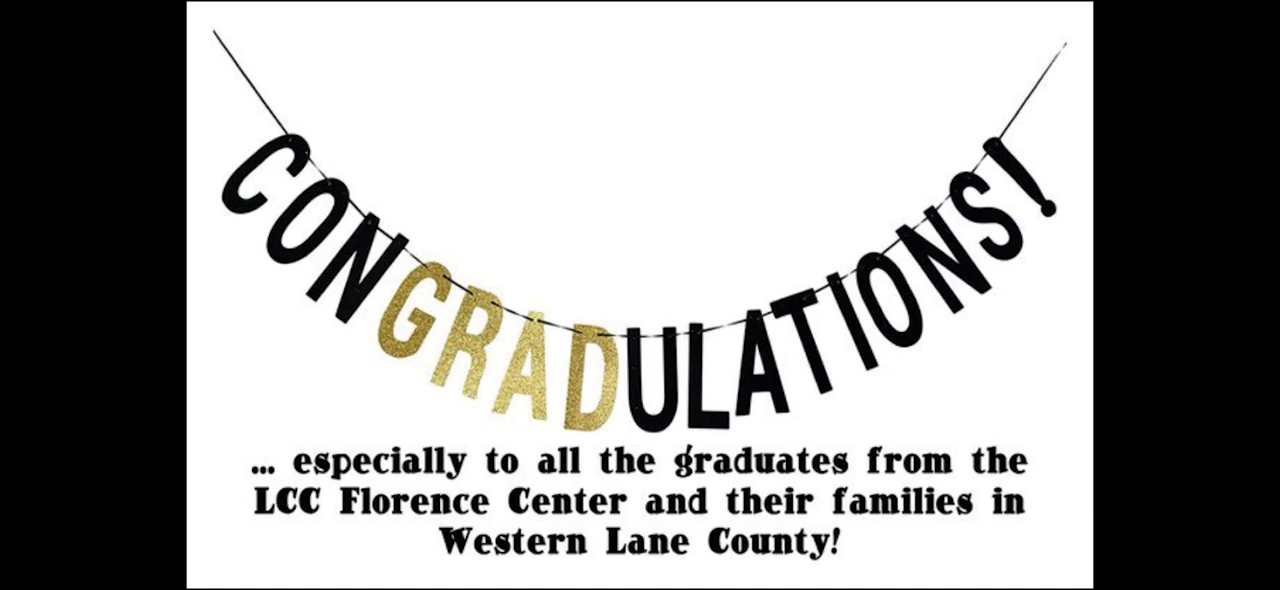 CONGRADULATIONS!
... especially to all the graduates from the
LCC Florence Center and their families in
Western Lane County!